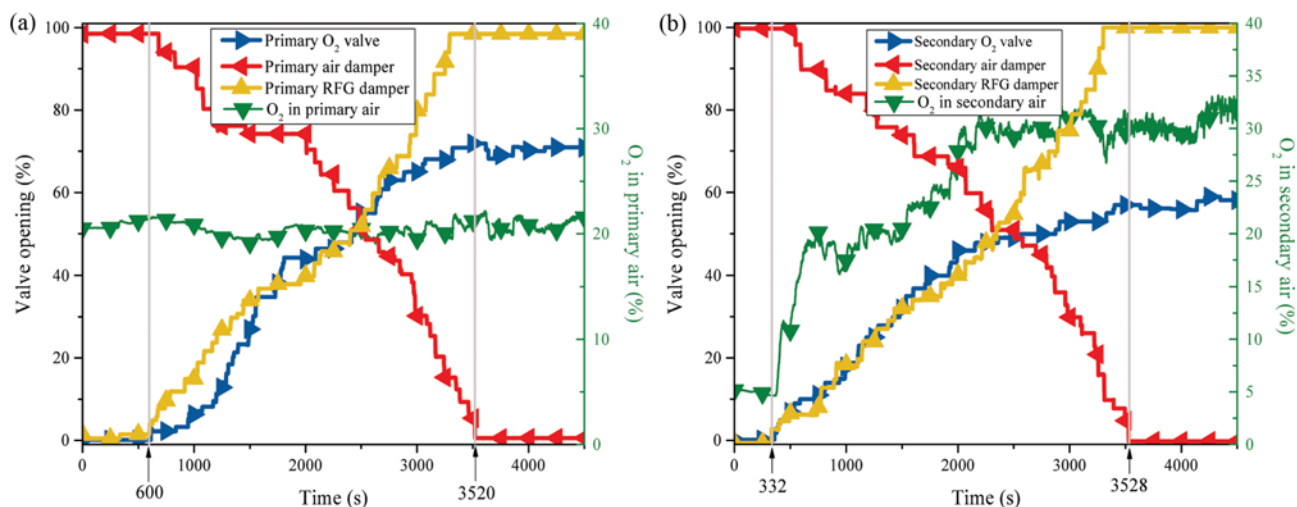 (a)
100
80
60
40
20
0
Valve opening (%)
Primary O₂ valve
Primary air damper
Primary RFG damper
O₂ in primary air
40
30
20
10
0
O₂ in primary air (%)
0
1000
2000
3000
4000
600
Time (s)
3520
(b)
100
80
60
40
20
0
Valve opening (%)
Secondary O₂ valve
Secondary air damper
Secondary RFG damper
O₂ in secondary air
40
35
30
25
20
15
10
5
0
O₂ in secondary air (%)
0
1000
2000
3000
4000
332
Time (s)
3528